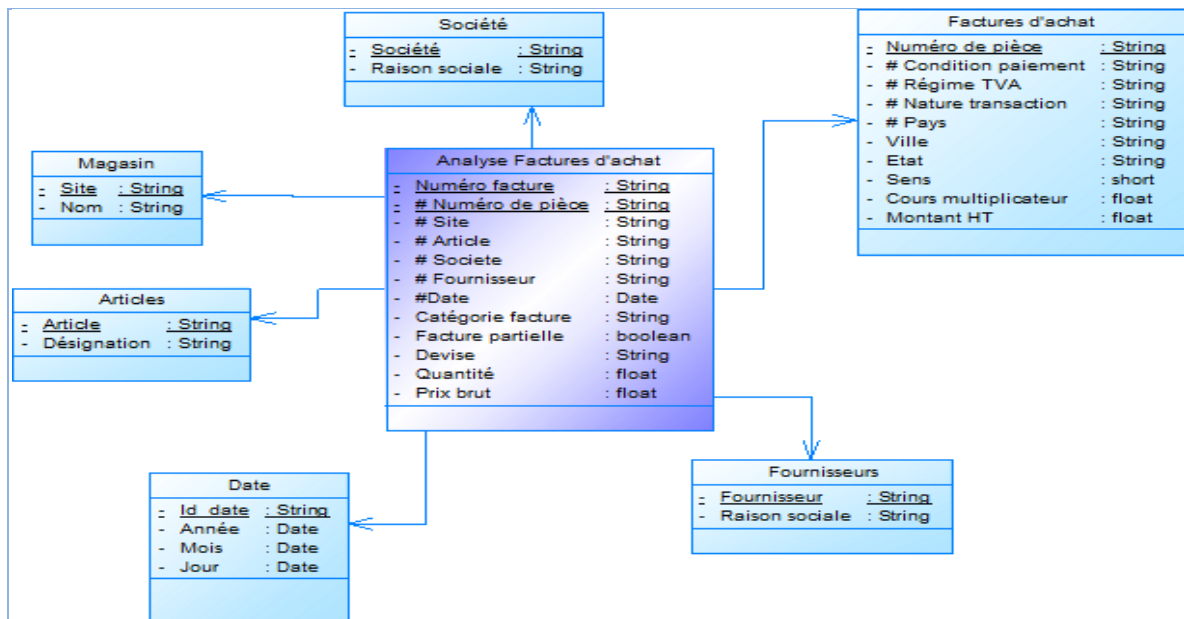 Société
- Société : String
- Raison sociale : String
Factures d'achat
- Numéro de pièce : String
- # Condition paiement : String
- # Régime TVA : String
- # Nature transaction : String
- # Pays : String
- Ville : String
- Etat : String
- Sens : short
- Cours multiplicateur : float
- Montant HT : float
Magasin
- Site : String
- Nom : String
Analyse Factures d'achat
- Numéro facture : String
- # Numéro de pièce : String
- # Site : String
- # Article : String
- # Societe : String
- # Fournisseur : String
- #Date : Date
- Catégorie facture : String
- Facture partielle : boolean
- Devise : String
- Quantité : float
- Prix brut : float
Articles
- Article : String
- Désignation : String
Date
- Id_date : String
- Année : Date
- Mois : Date
- Jour : Date
Fournisseurs
- Fournisseur : String
- Raison sociale : String